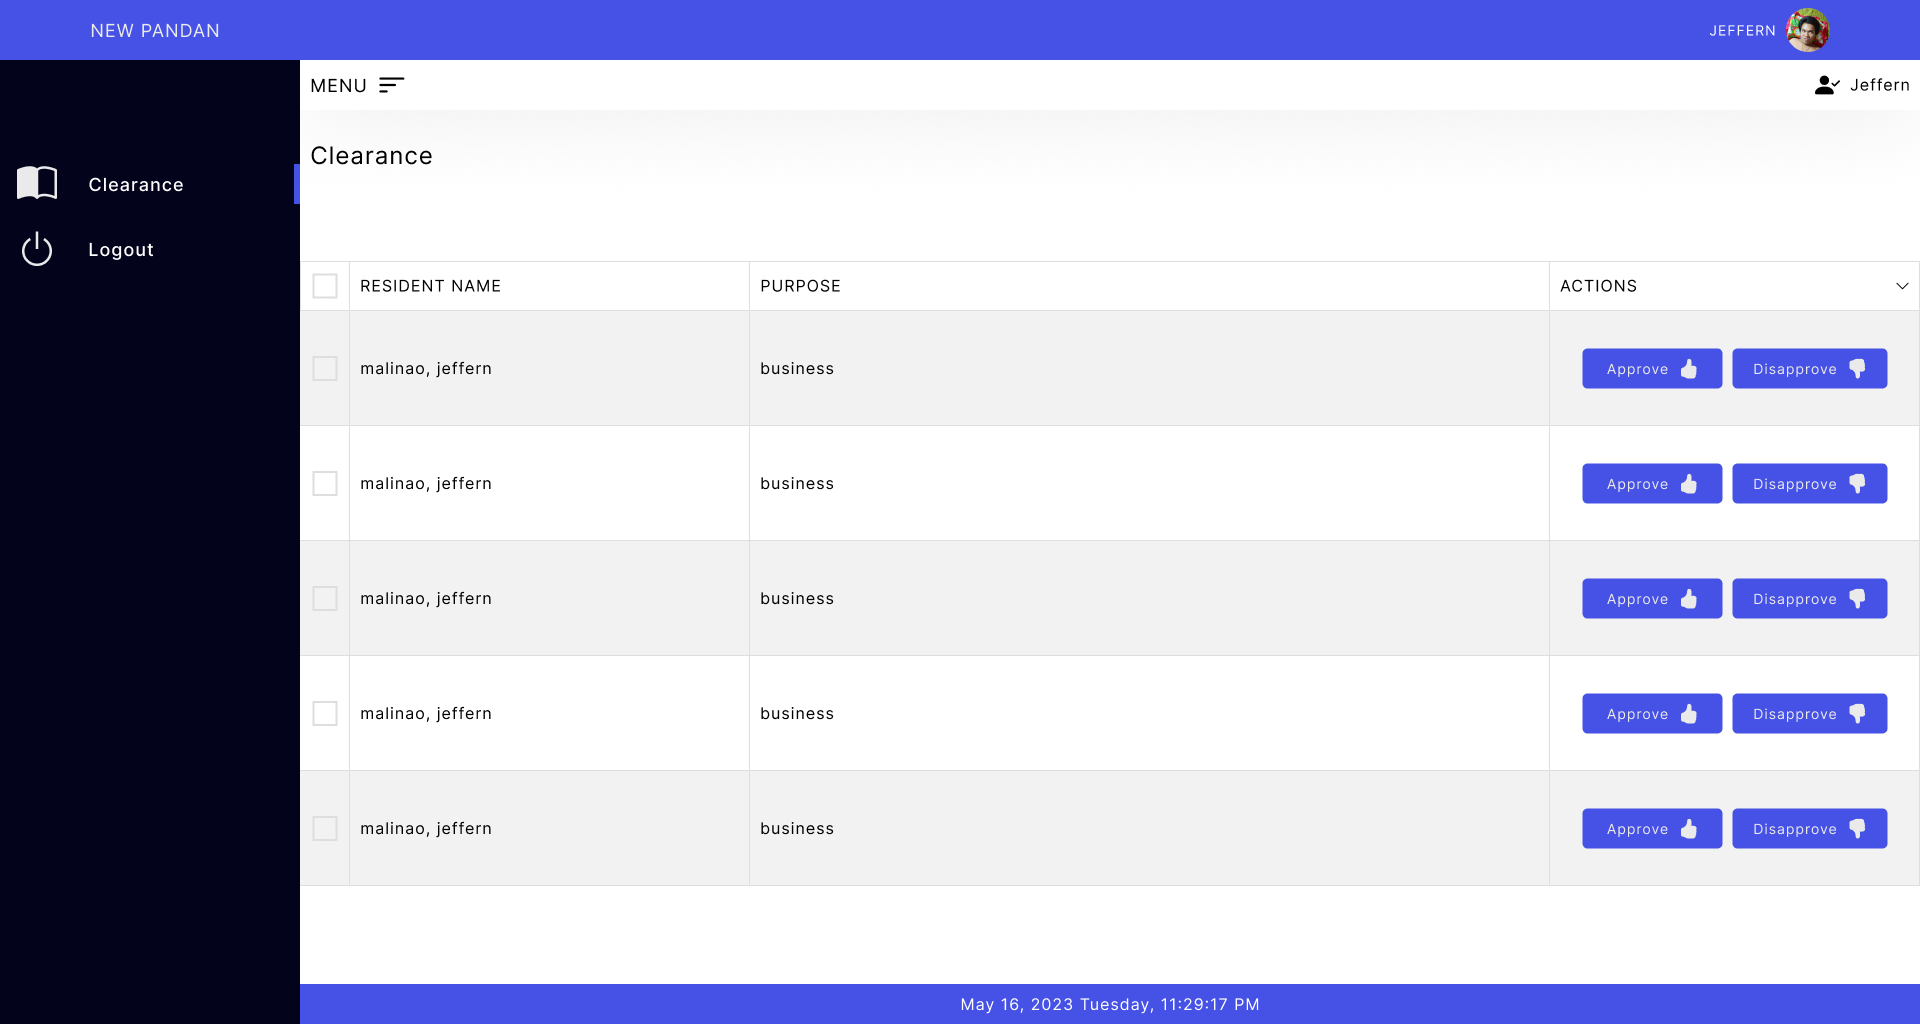 NEW PANDAN
JEFFERN
MENU
Jeffern
Clearance
Logout
Clearance
RESIDENT NAME PURPOSE ACTIONS
malinao, jeffern business Approve Disapprove
malinao, jeffern business Approve Disapprove
malinao, jeffern business Approve Disapprove
malinao, jeffern business Approve Disapprove
malinao, jeffern business Approve Disapprove
May 16, 2023 Tuesday, 11:29:17 PM